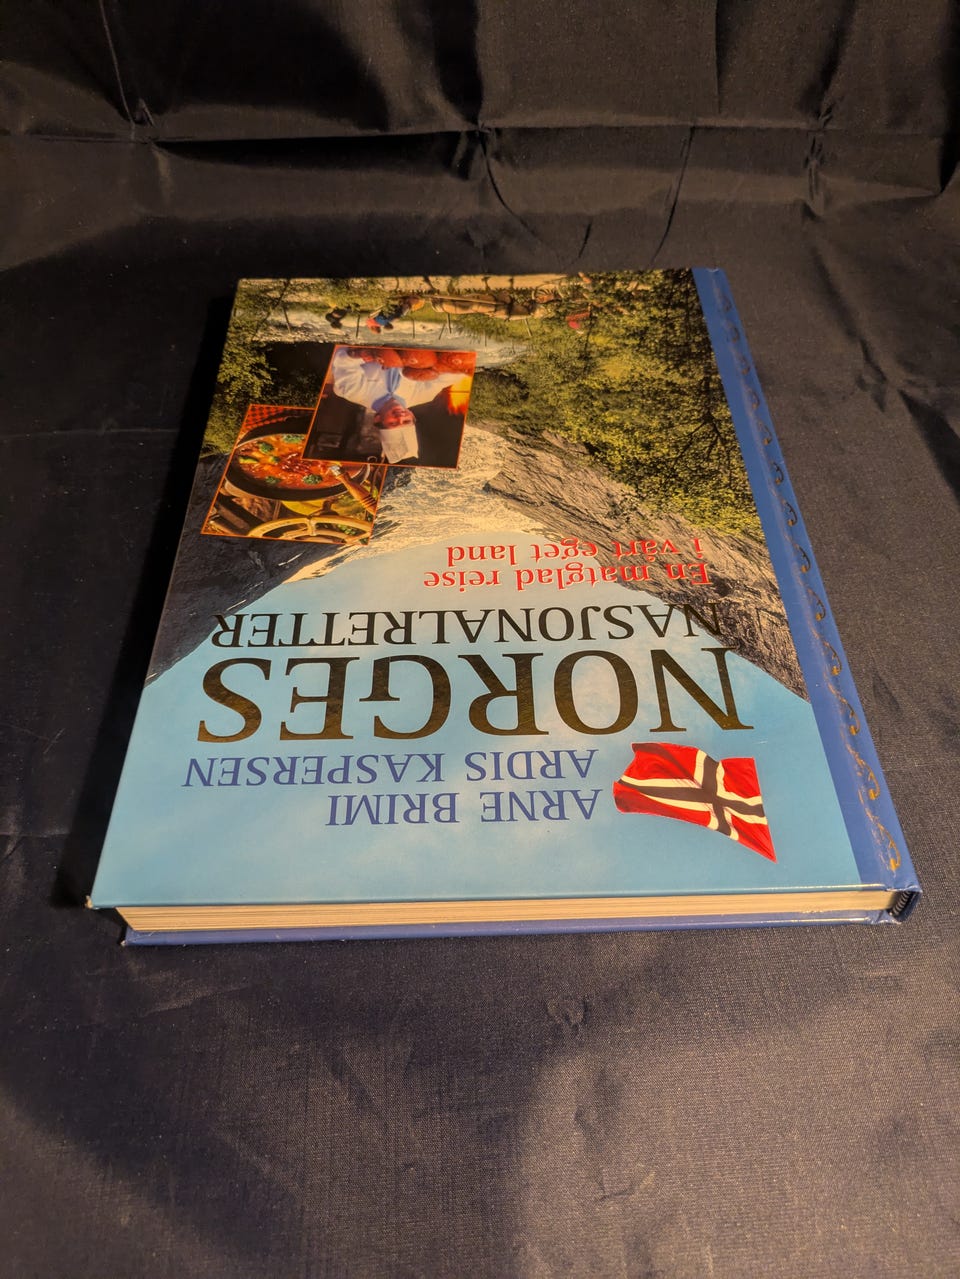 ARNE BRIMI
ARDIS KASPERSEN
NORGES
NASJONALRETTER
En matglad reise
i vårt eget land